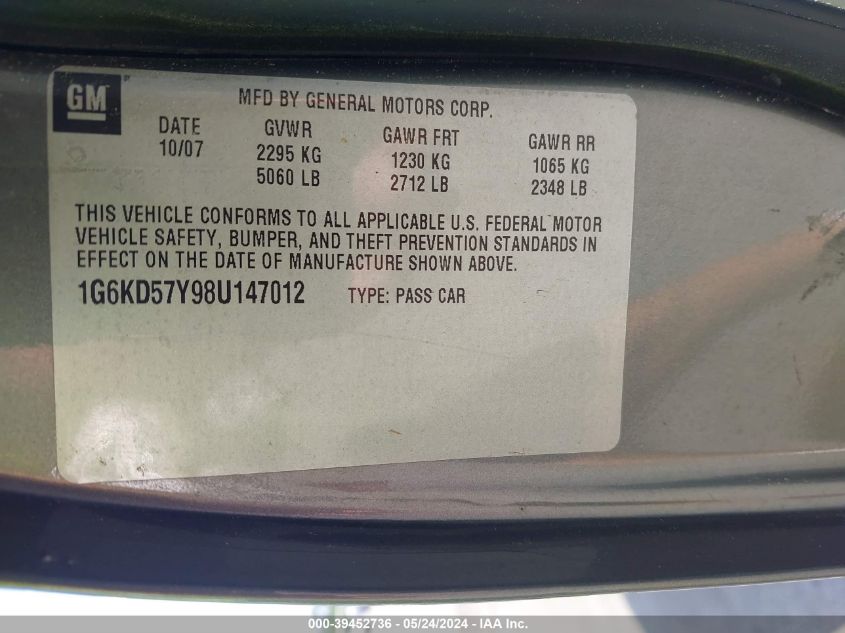 GM
MFD BY GENERAL MOTORS CORP.
DATE GVWR GAWR FRT GAWR RR
10/07 2295 KG 1230 KG 1065 KG
5060 LB 2712 LB 2348 LB
THIS VEHICLE CONFORMS TO ALL APPLICABLE U.S. FEDERAL MOTOR
VEHICLE SAFETY, BUMPER, AND THEFT PREVENTION STANDARDS IN
EFFECT ON THE DATE OF MANUFACTURE SHOWN ABOVE.
1G6KD57Y98U147012 TYPE: PASS CAR
000-39452736 - 05/24/2024 - IAA Inc.